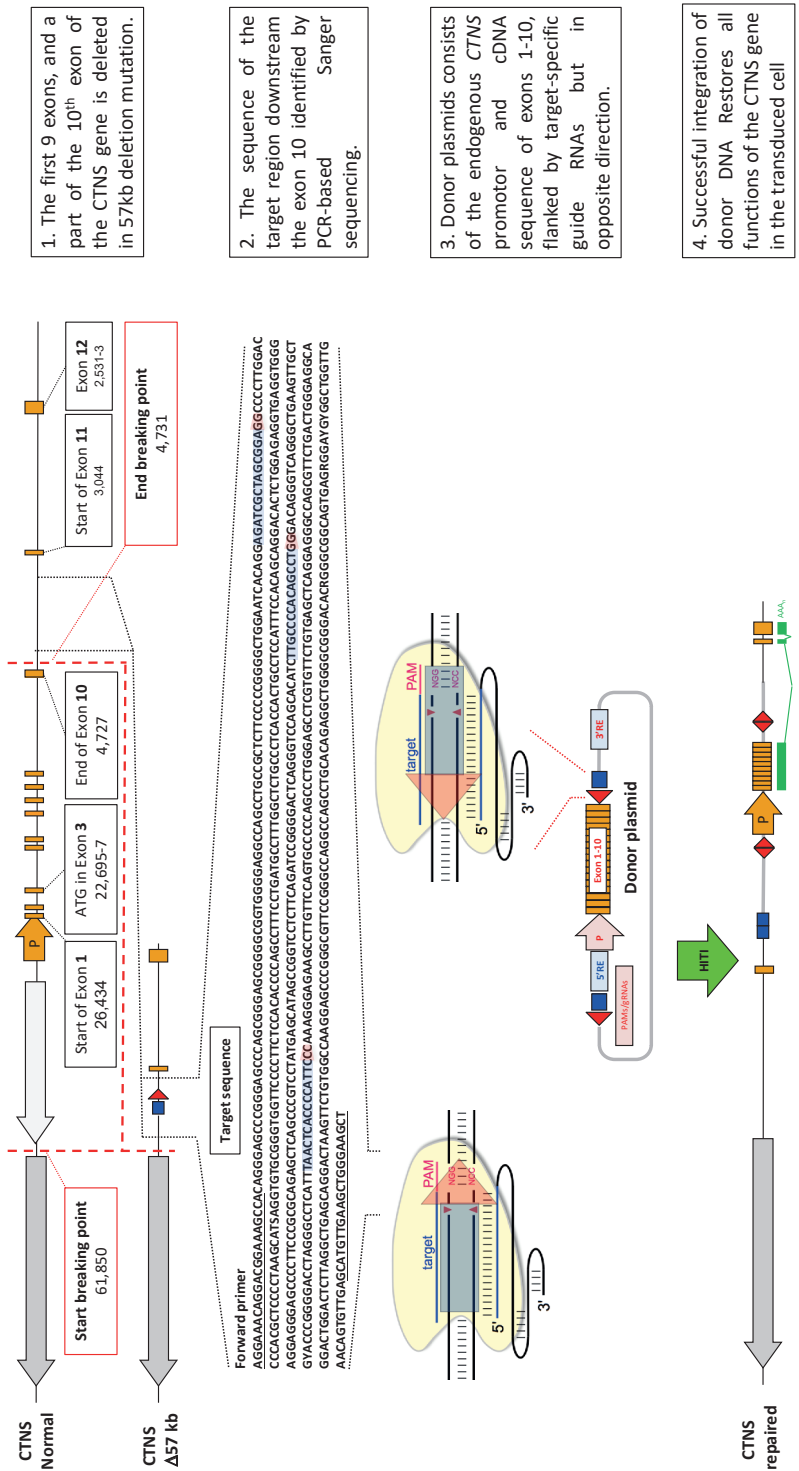 CTNS
Normal
P
Start breaking point
61,850
Start of Exon 1
26,434
ATG in Exon 3
22,695-7
End of Exon 10
4,727
Start of Exon 11
3,044
Exon 12
2,531-3
End breaking point
4,731
1. The first 9 exons, and a
part of the 10th exon of
the CTNS gene is deleted
in 57kb deletion mutation.
CTNS
Δ57 kb
Target sequence
Forward primer
2. The sequence of the
target region downstream
the exon 10 identified by
PCR-based Sanger
sequencing.
target
PAM
NGG
NCC
5'
3'
target
PAM
NGG
NCC
5'
3'
5'RE
P
Exon 1-10
3'RE
PAMs/gRNAs
Donor plasmid
3. Donor plasmids consists
of the endogenous CTNS
promotor and cDNA
sequence of exons 1-10,
flanked by target-specific
guide RNAs but in
opposite direction.
HITI
CTNS
repaired
P
AAAn
4. Successful integration of
donor DNA Restores all
functions of the CTNS gene
in the transduced cell